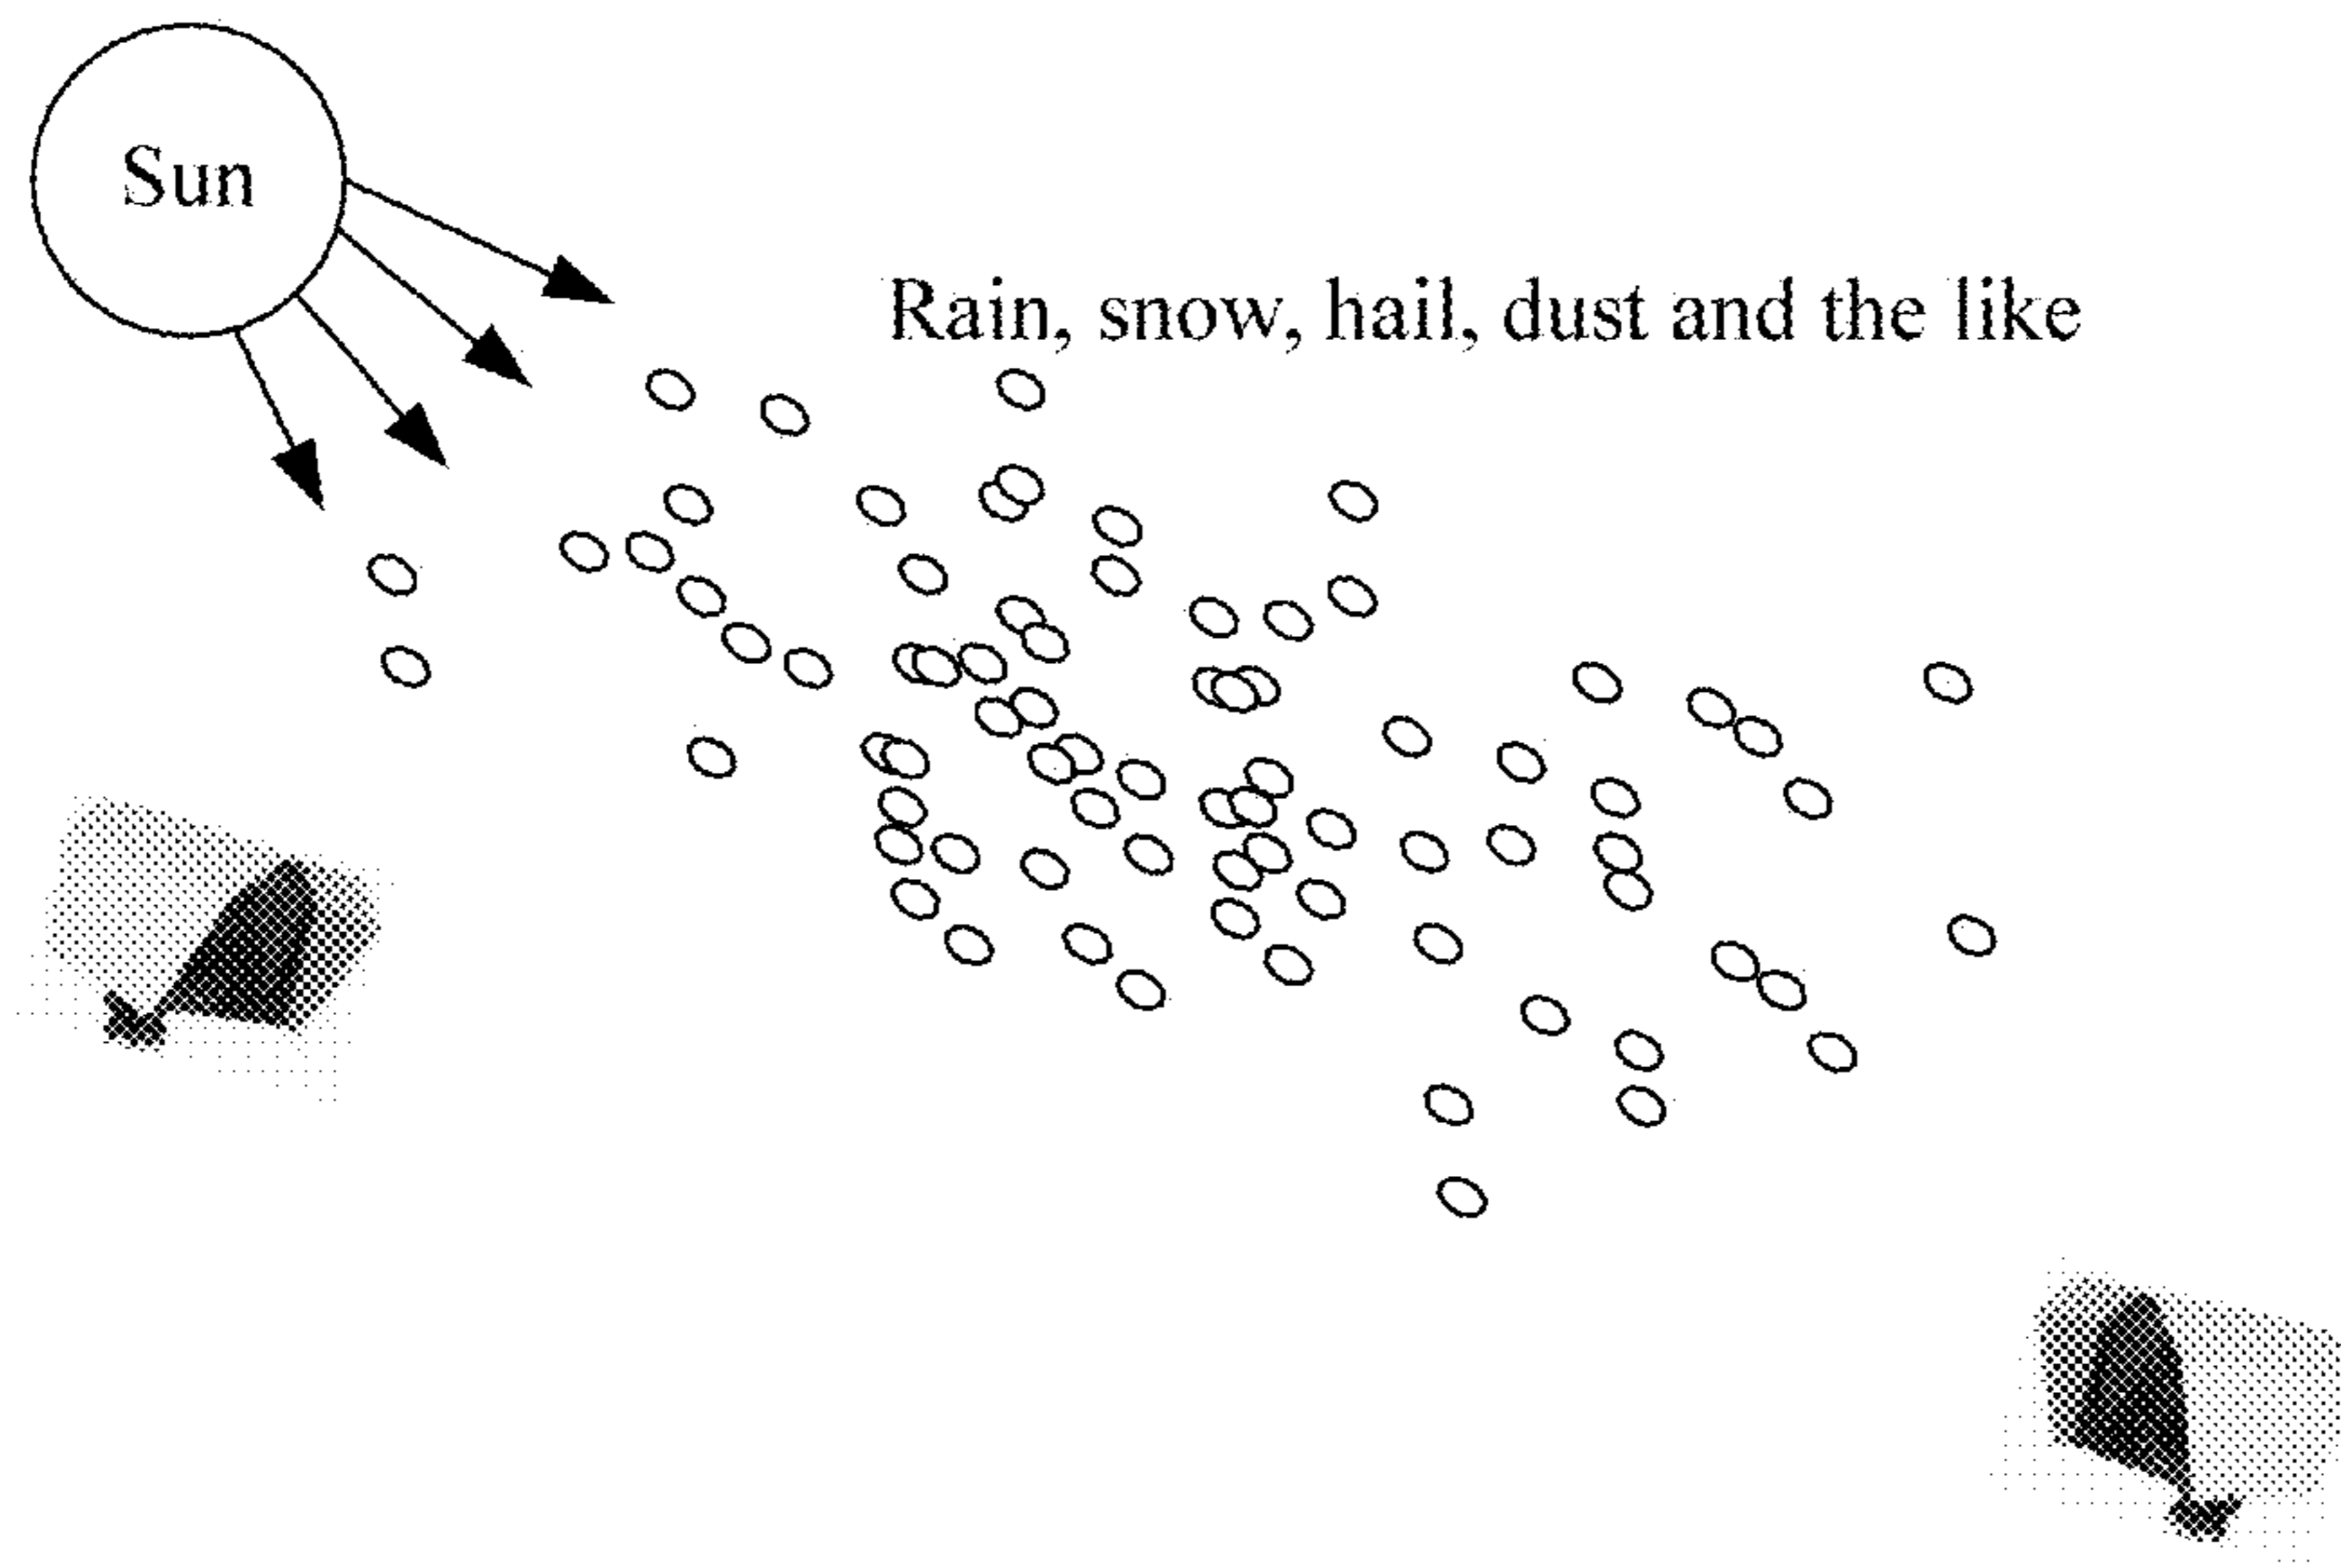 Sun
Rain, snow, hail, dust and the like